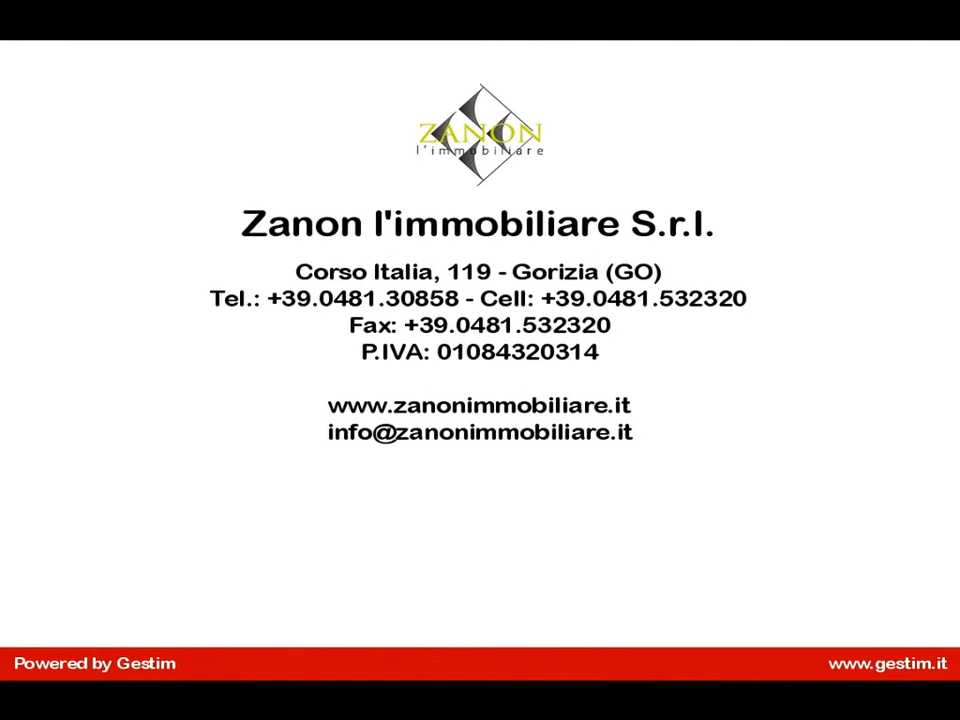 ZANON
l'immobiliare
Zanon l'immobiliare S.r.l.
Corso Italia, 119 - Gorizia (GO)
Tel.: +39.0481.30858 - Cell: +39.0481.532320
Fax: +39.0481.532320
P.IVA: 01084320314
www.zanonimmobiliare.it
info@zanonimmobiliare.it
Powered by Gestim
www.gestim.it